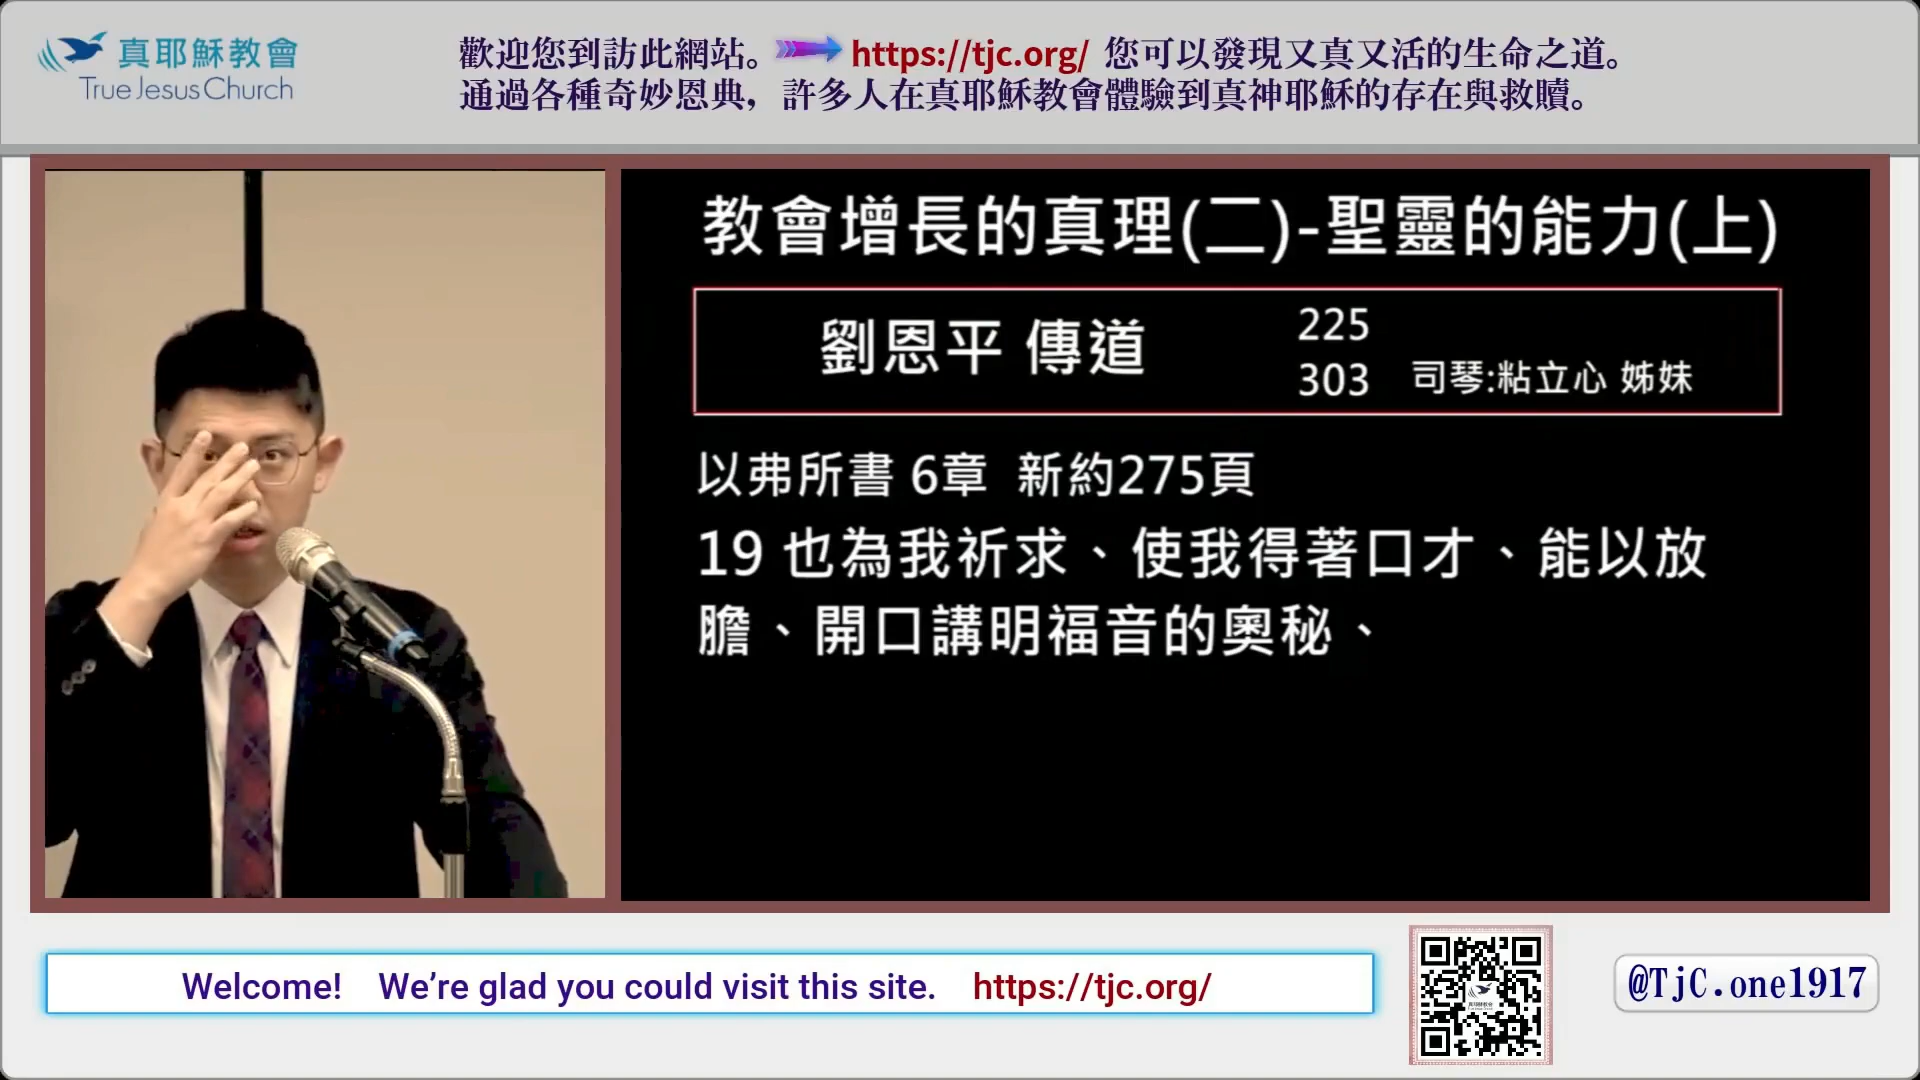 真耶穌教會
True Jesus Church
歡迎您到訪此網站。 https://tjc.org/ 您可以發現又真又活的生命之道。
通過各種奇妙恩典，許多人在真耶穌教會體驗到真神耶穌的存在與救贖。
教會增長的真理(二)-聖靈的能力(上)
劉恩平 傳道
225
303 司琴:粘立心 姊妹
以弗所書 6章 新約275頁
19 也為我祈求、使我得著口才、能以放
膽、開口講明福音的奧秘、
Welcome! We’re glad you could visit this site. https://tjc.org/
@TjC.one1917